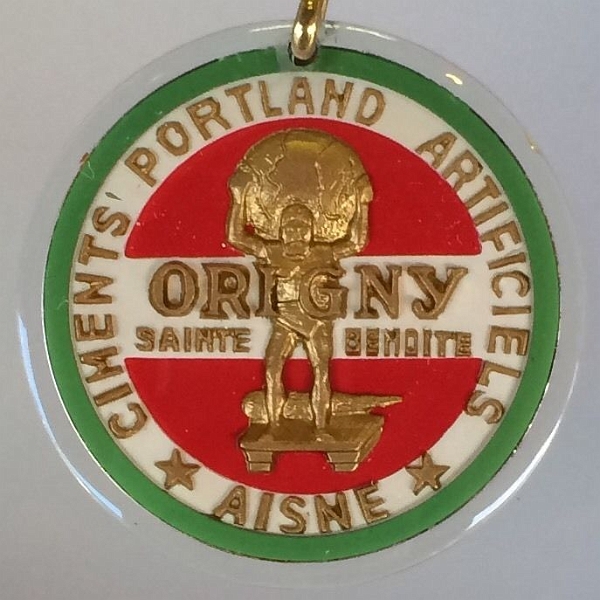 CIMENTS PORTLAND ARTIFICIELS
ORIGNY
SAINTE BENOITE
AISNE